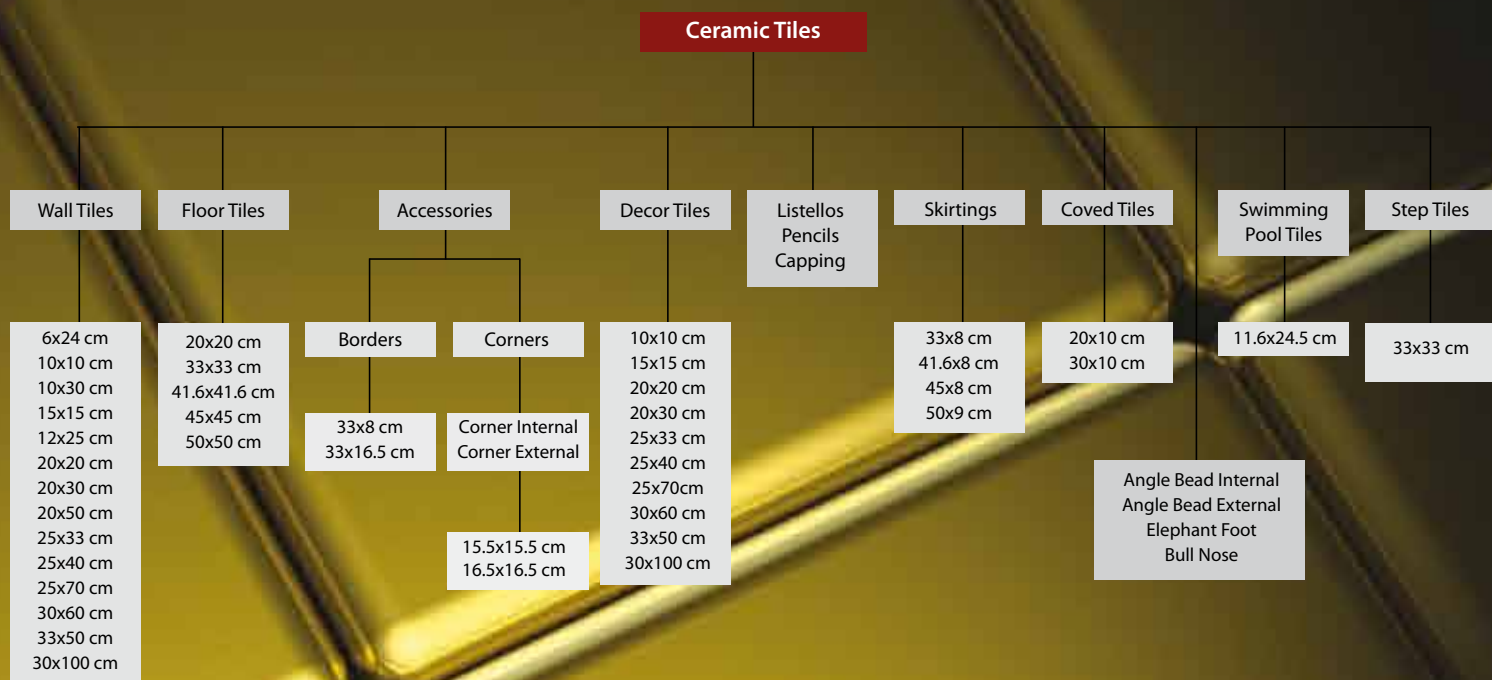 Ceramic Tiles
Wall Tiles
6x24 cm
10x10 cm
10x30 cm
15x15 cm
12x25 cm
20x20 cm
20x30 cm
20x50 cm
25x33 cm
25x40 cm
25x70 cm
30x60 cm
33x50 cm
30x100 cm
Floor Tiles
20x20 cm
33x33 cm
41.6x41.6 cm
45x45 cm
50x50 cm
Accessories
Borders
33x8 cm
33x16.5 cm
Corners
Corner Internal
Corner External
15.5x15.5 cm
16.5x16.5 cm
Decor Tiles
10x10 cm
15x15 cm
20x20 cm
20x30 cm
25x33 cm
25x40 cm
25x70cm
30x60 cm
33x50 cm
30x100 cm
Listellos
Pencils
Capping
Skirtings
33x8 cm
41.6x8 cm
45x8 cm
50x9 cm
Coved Tiles
20x10 cm
30x10 cm
Angle Bead Internal
Angle Bead External
Elephant Foot
Bull Nose
Swimming
Pool Tiles
11.6x24.5 cm
Step Tiles
33x33 cm